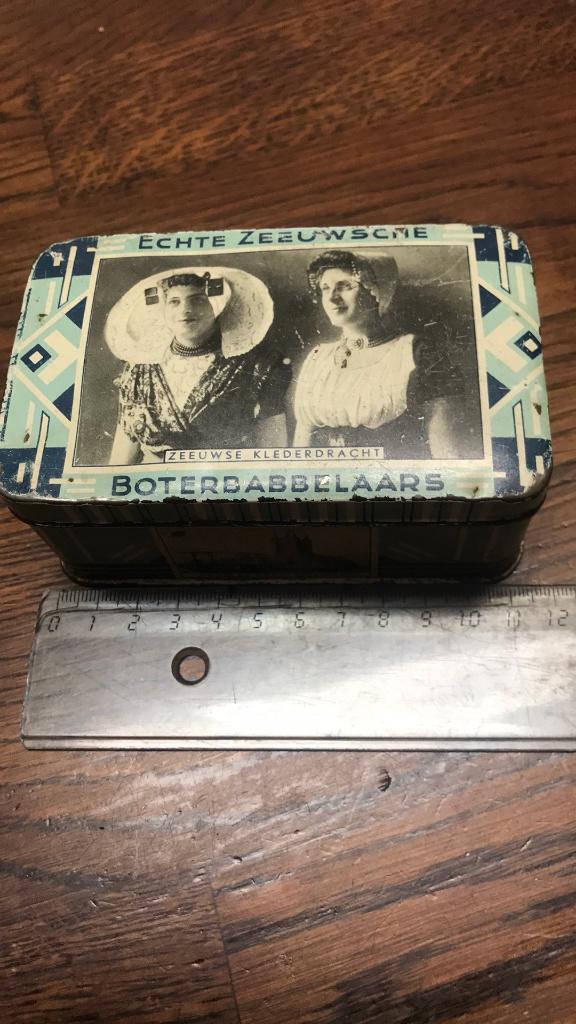 ECHTE ZEEUWSCHE
ZEEUWSE KLEDERDRACHT
BOTERBABBELAARS
0 1 2 3 4 5 6 7 8 9 10 11 12